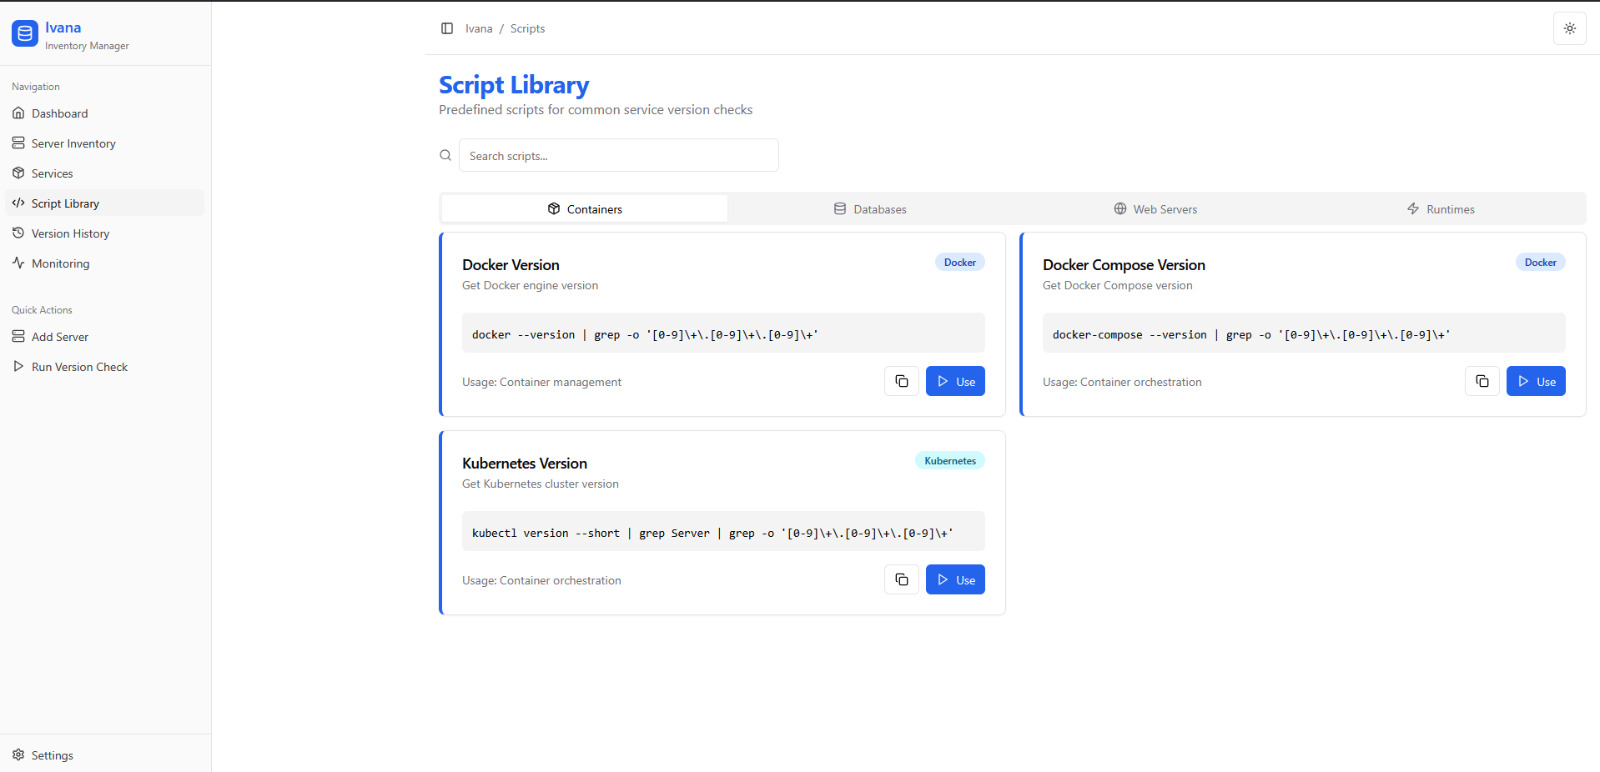 Ivana
Inventory Manager
Navigation
Dashboard
Server Inventory
Services
Script Library
Version History
Monitoring
Quick Actions
Add Server
Run Version Check
Settings
Ivana / Scripts
Script Library
Predefined scripts for common service version checks
Search scripts...
Containers
Databases
Web Servers
Runtimes
Docker Version
Docker
Get Docker engine version
docker --version | grep -o '[0-9]\+\.[0-9]\+\.[0-9]\+'
Usage: Container management
Use
Docker Compose Version
Docker
Get Docker Compose version
docker-compose --version | grep -o '[0-9]\+\.[0-9]\+\.[0-9]\+'
Usage: Container orchestration
Use
Kubernetes Version
Kubernetes
Get Kubernetes cluster version
kubectl version --short | grep Server | grep -o '[0-9]\+\.[0-9]\+\.[0-9]\+'
Usage: Container orchestration
Use